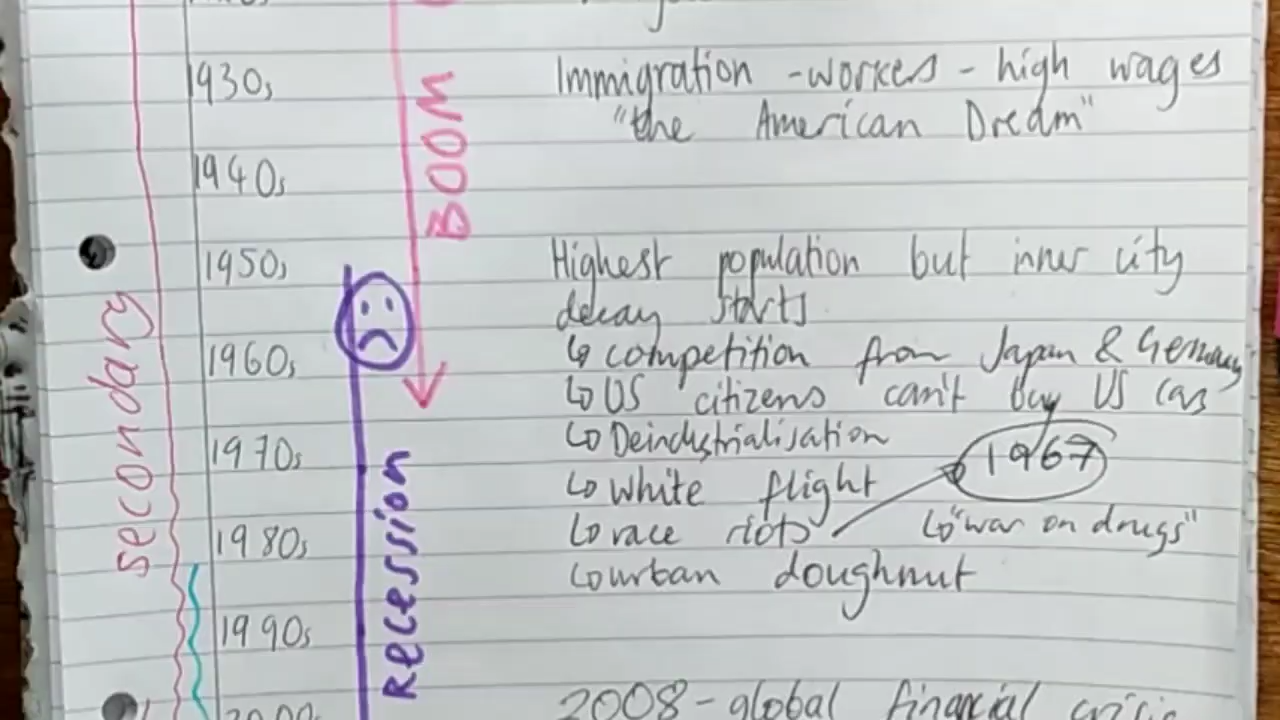 1930s
Immigration - workes - high wages
"the American Dream"
BOOM
1940s
1950s
Highest population but inner city
decay starts
secondary
1960s
↳ competition from Japan & Germany
↳ US citizens can't buy US cars
1970s
↳ Deindustrialisation
1967
↳ white flight
recession
1980s
↳ race riots
↳ "war on drugs"
↳ urban doughnut
1990s
2000s
2008 - global financial crisis